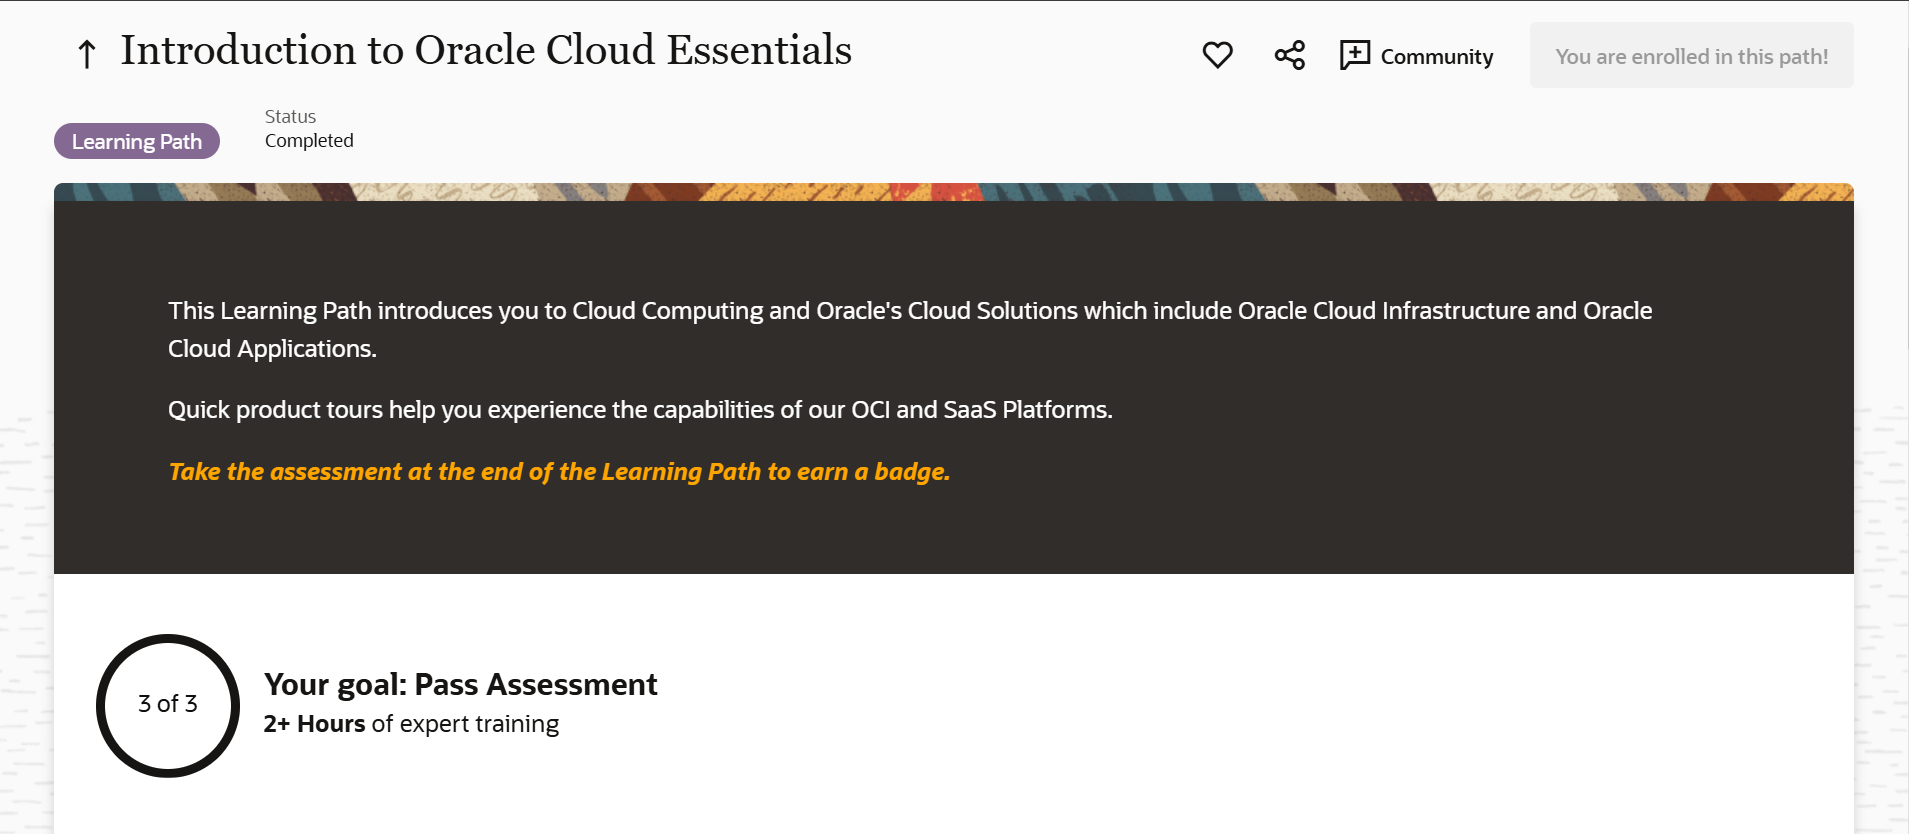 Introduction to Oracle Cloud Essentials
Community
You are enrolled in this path!
Learning Path
Status
Completed
This Learning Path introduces you to Cloud Computing and Oracle's Cloud Solutions which include Oracle Cloud Infrastructure and Oracle
Cloud Applications.
Quick product tours help you experience the capabilities of our OCI and SaaS Platforms.
Take the assessment at the end of the Learning Path to earn a badge.
3 of 3
Your goal: Pass Assessment
2+ Hours of expert training